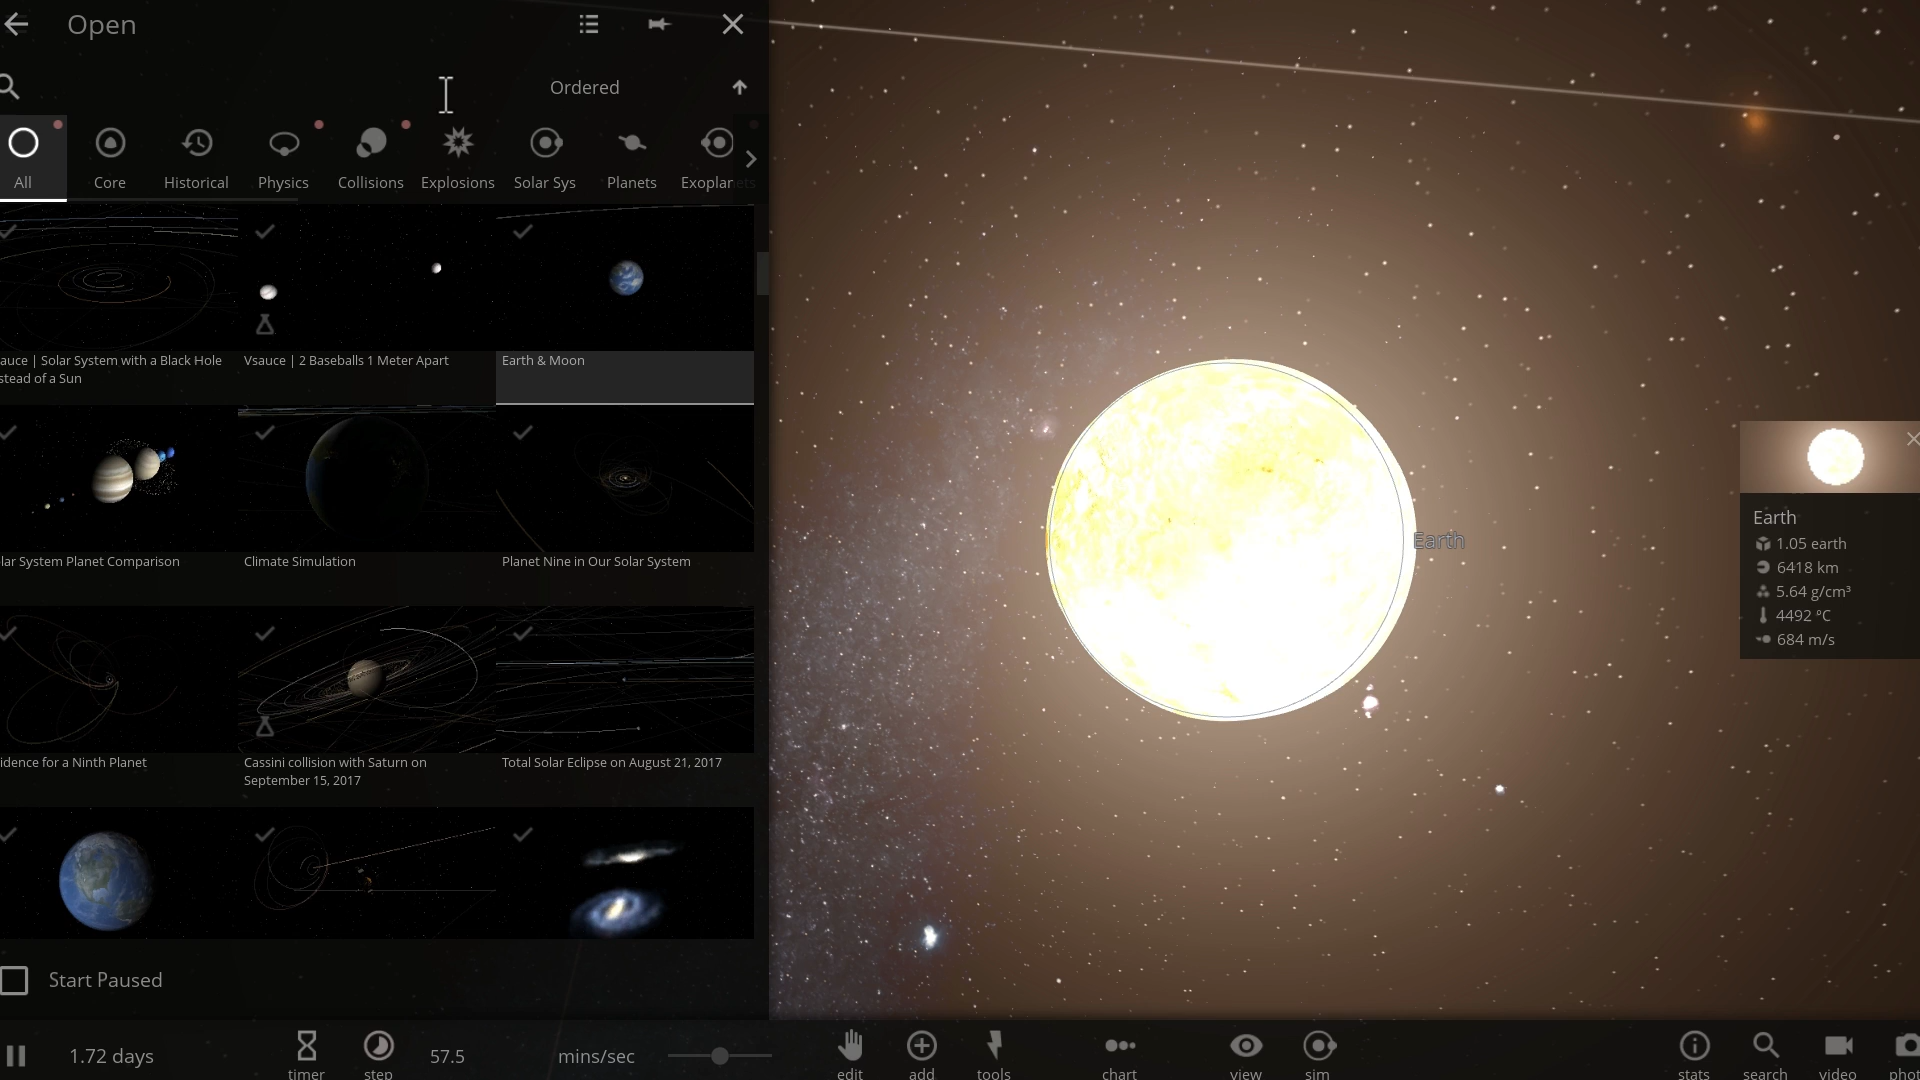 Open
Ordered
All
Core
Historical
Physics
Collisions
Explosions
Solar Sys
Planets
Exoplanets
auce | Solar System with a Black Hole
stead of a Sun
Vsauce | 2 Baseballs 1 Meter Apart
Earth & Moon
lar System Planet Comparison
Climate Simulation
Planet Nine in Our Solar System
idence for a Ninth Planet
Cassini collision with Saturn on
September 15, 2017
Total Solar Eclipse on August 21, 2017
Start Paused
Earth
Earth
1.05 earth
6418 km
5.64 g/cm³
4492 °C
684 m/s
1.72 days
timer
step
57.5
mins/sec
edit
add
tools
chart
view
sim
stats
search
video
phot